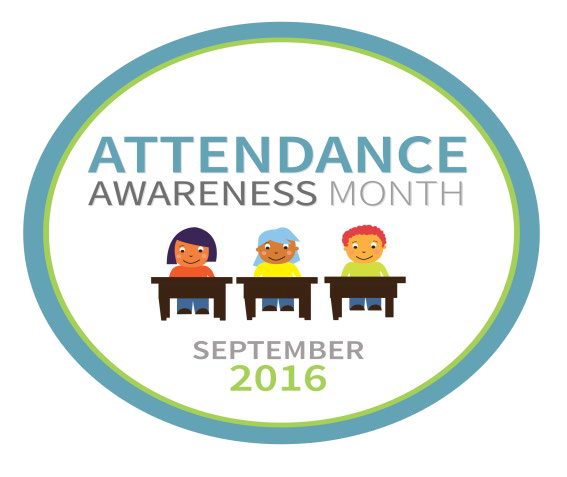 ATTENDANCE
AWARENESS MONTH
SEPTEMBER
2016